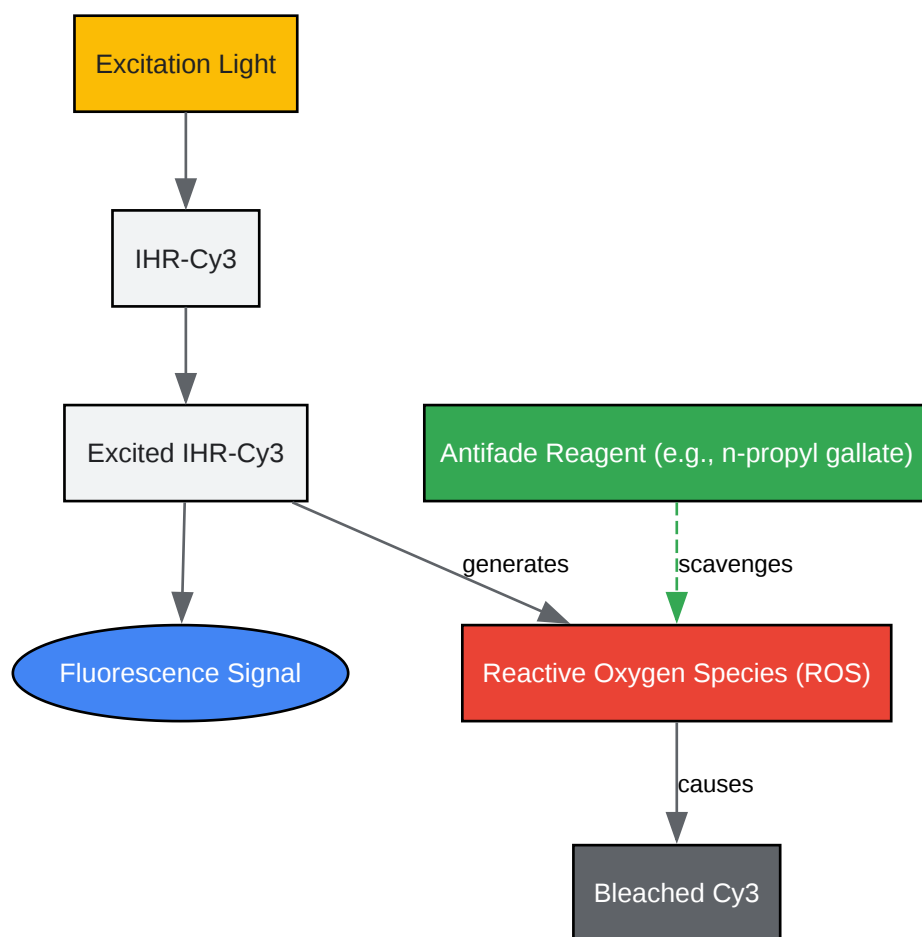 Excitation Light
IHR-Cy3
Excited IHR-Cy3
Antifade Reagent (e.g., n-propyl gallate)
generates
scavenges
Fluorescence Signal
Reactive Oxygen Species (ROS)
causes
Bleached Cy3